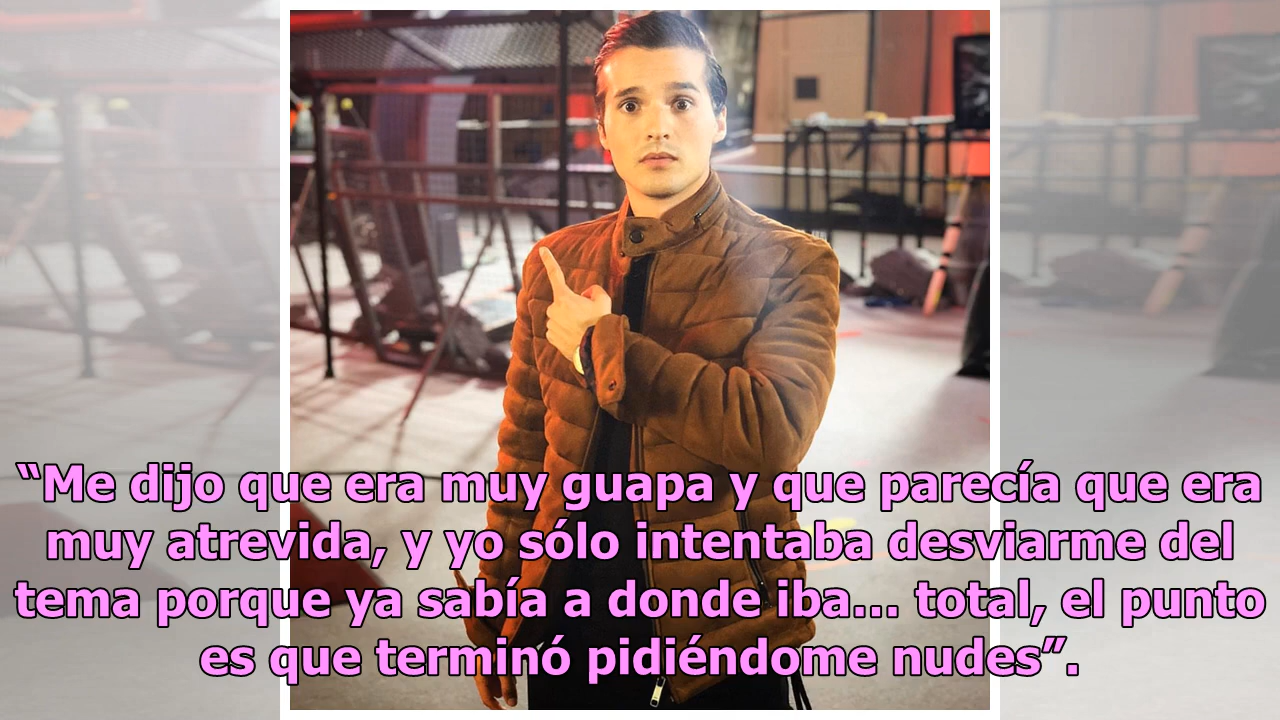 “Me dijo que era muy guapa y que parecía que era
muy atrevida, y yo sólo intentaba desviarme del
tema porque ya sabía a donde iba... total, el punto
es que terminó pidiéndome nudes”.